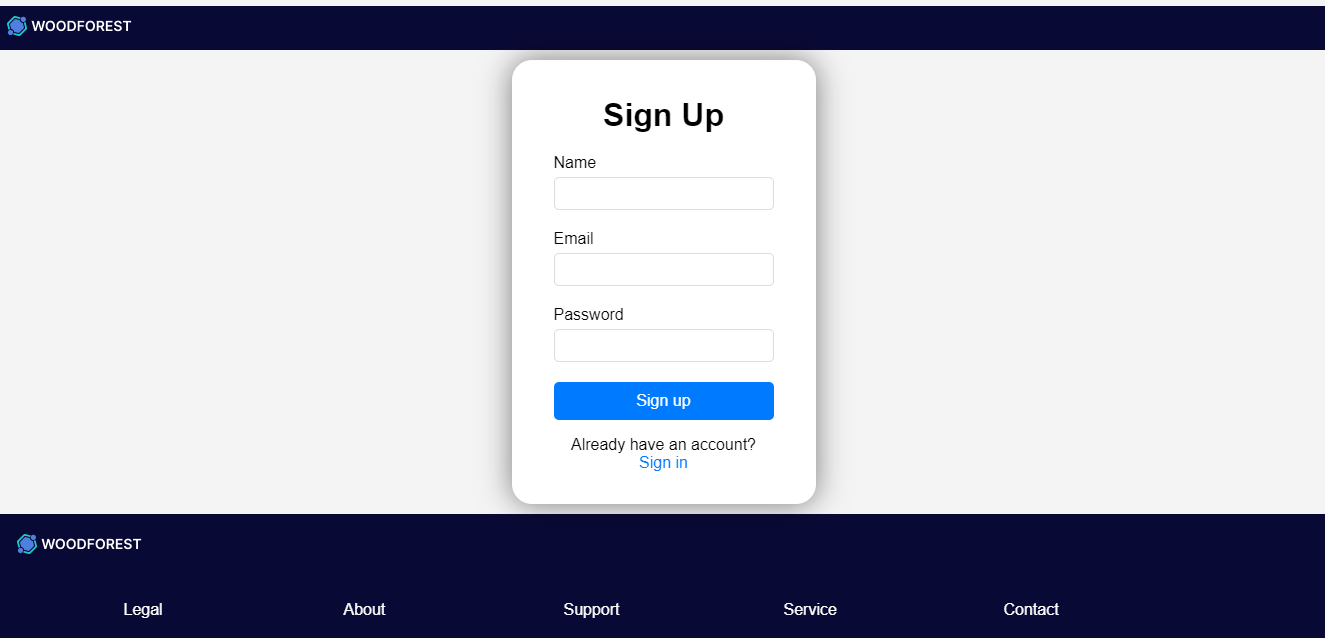 WOODFOREST
Sign Up
Name
Email
Password
Sign up
Already have an account?
Sign in
WOODFOREST
Legal About Support Service Contact